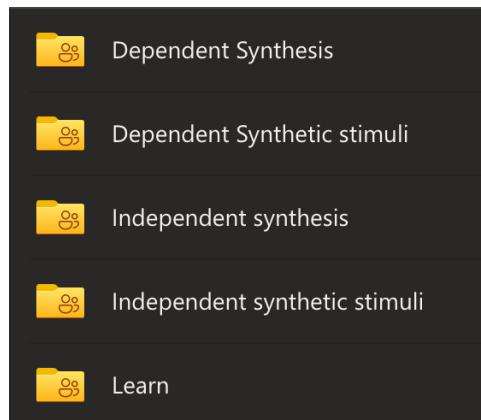 Dependent Synthesis
Dependent Synthetic stimuli
Independent synthesis
Independent synthetic stimuli
Learn